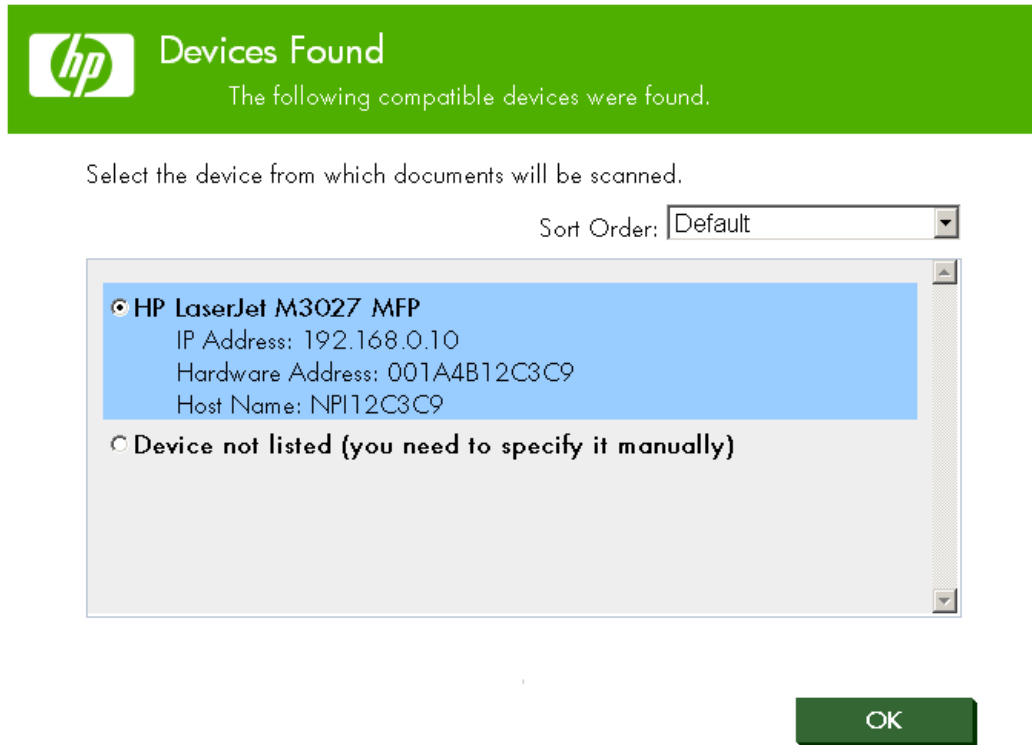 hp
Devices Found
The following compatible devices were found.
Select the device from which documents will be scanned.
Sort Order: Default
HP LaserJet M3027 MFP
IP Address: 192.168.0.10
Hardware Address: 001A4B12C3C9
Host Name: NPI12C3C9
Device not listed (you need to specify it manually)
OK